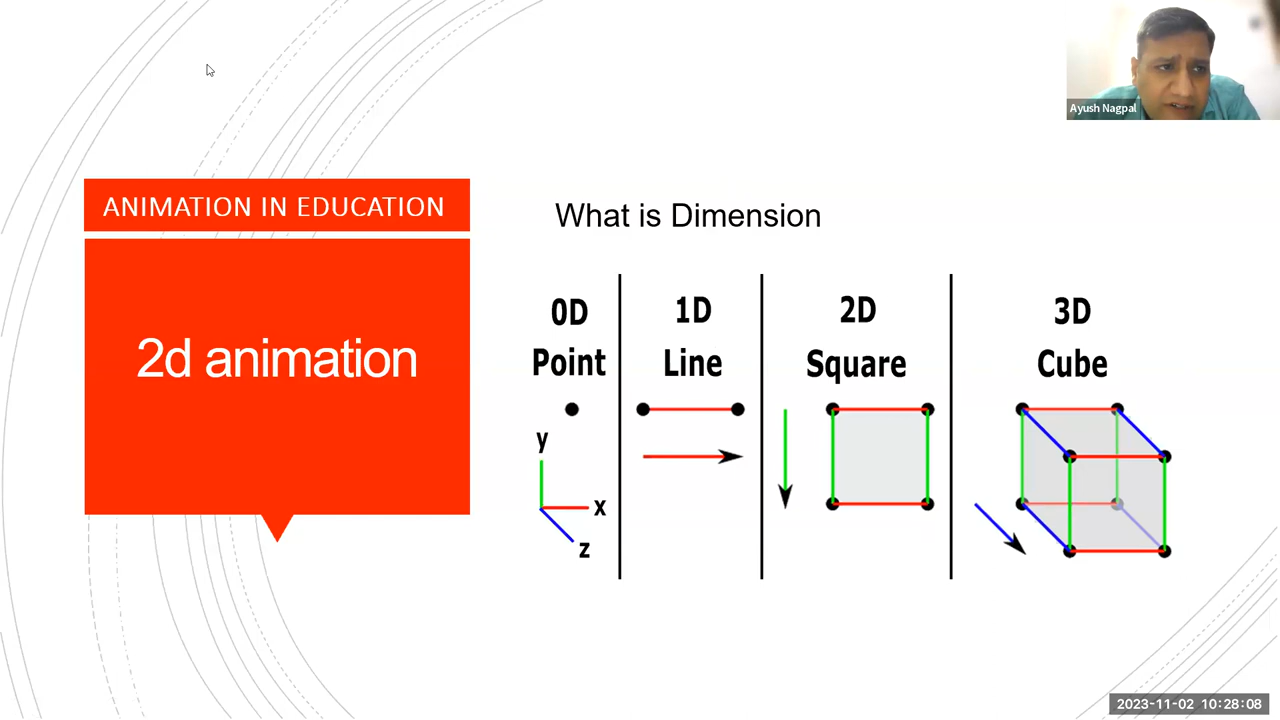 Ayush Nagpal
ANIMATION IN EDUCATION
2d animation
What is Dimension
0D
Point
y
x
z
1D
Line
2D
Square
3D
Cube
2023-11-02 10:28:08